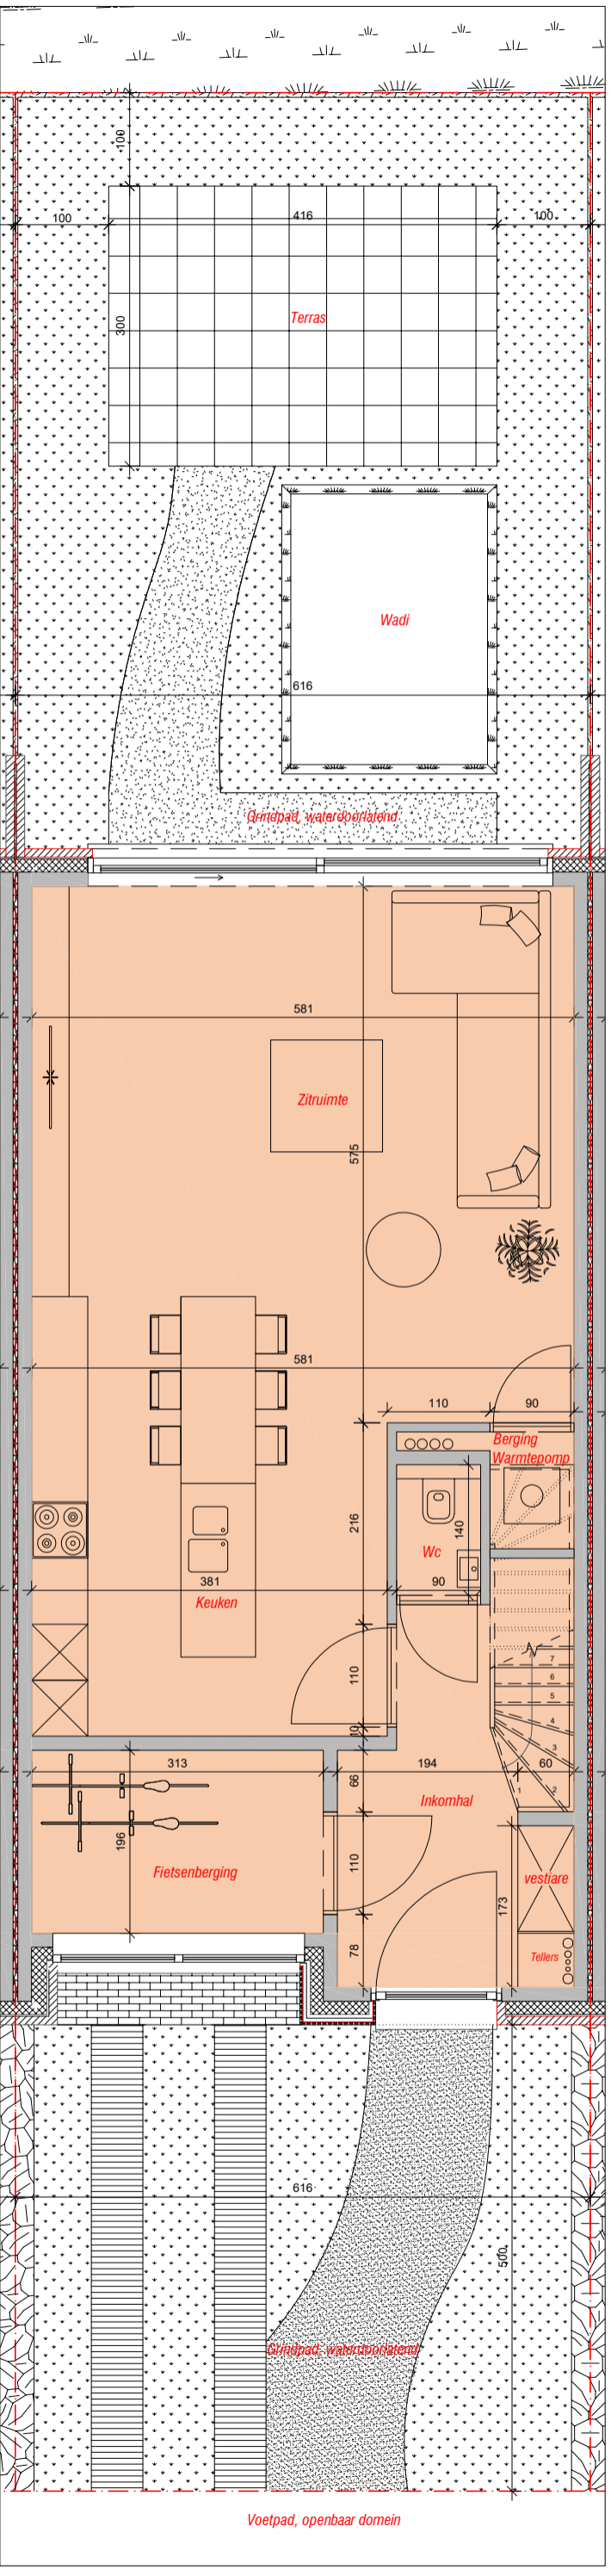 100
100
416
100
300
Terras
Wadi
616
Grindpad, waterdoorlatend
581
Zitruimte
575
581
110
90
Berging
Warmtepomp
216
140
Wc
381
90
Keuken
110
7
6
5
4
3
2
1
10
313
66
194
60
Inkomhal
196
Fietsenberging
110
vestiare
173
78
Tellers
616
500
Grindpad, waterdoorlatend
Voetpad, openbaar domein